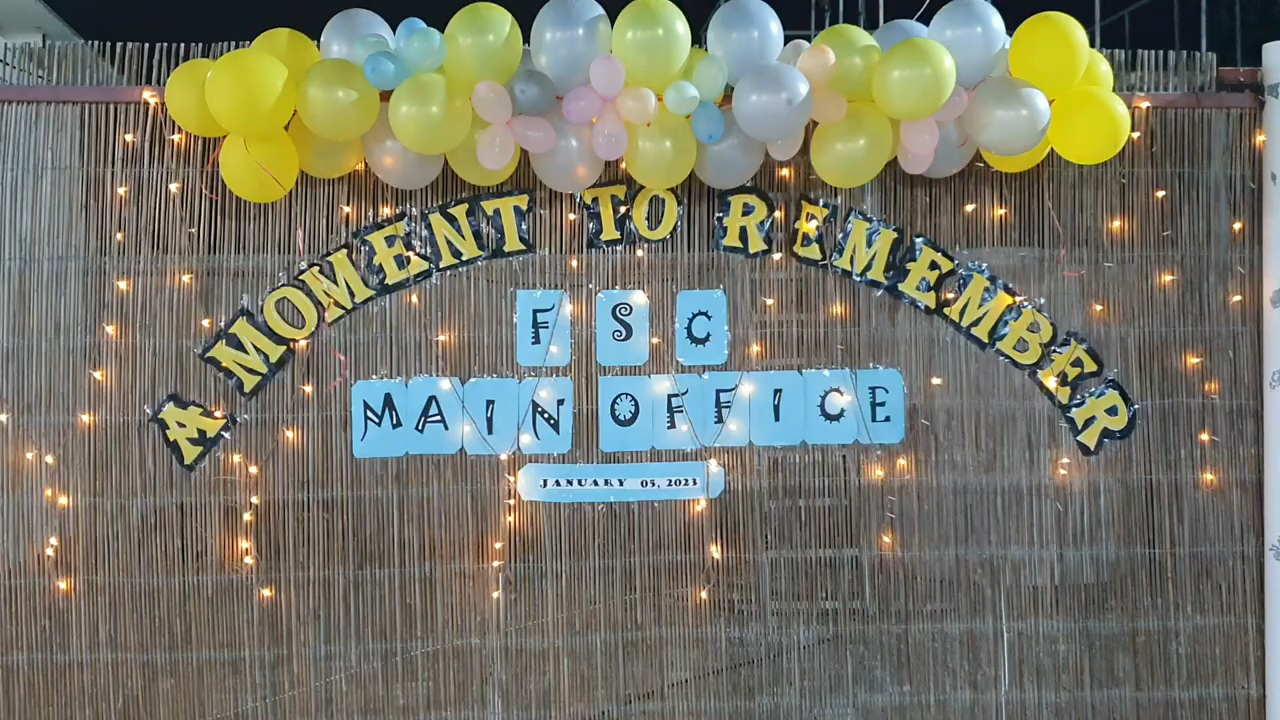 A MOMENT TO REMEMBER
FSC
MAIN OFFICE
JANUARY 05, 2023